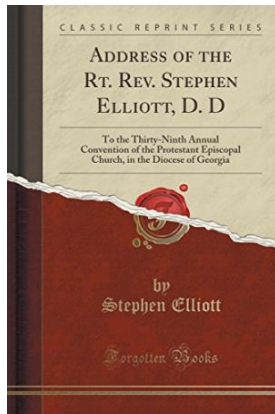 CLASSIC REPRINT SERIES
ADDRESS OF THE
RT. REV. STEPHEN
ELLIOTT, D. D
To the Thirty-Ninth Annual
Convention of the Protestant Episcopal
Church, in the Diocese of Georgia
by
Stephen Elliott
Forgotten Books